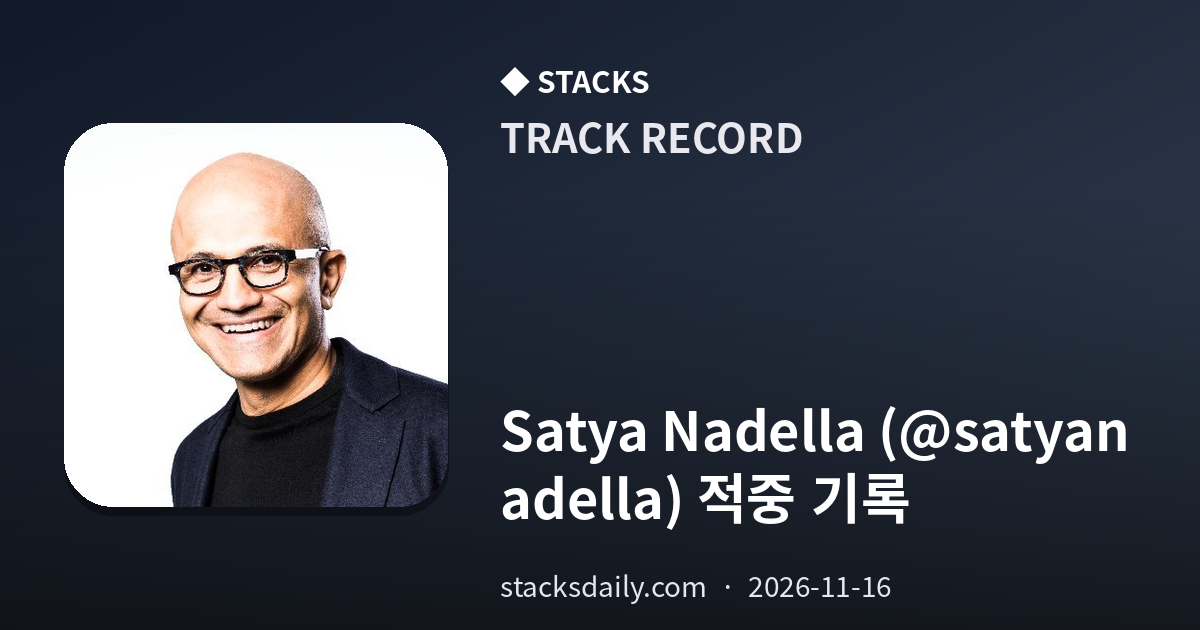 ◆ STACKS
TRACK RECORD
Satya Nadella (@satyan
adella) 적중 기록
stacksdaily.com · 2026-11-16